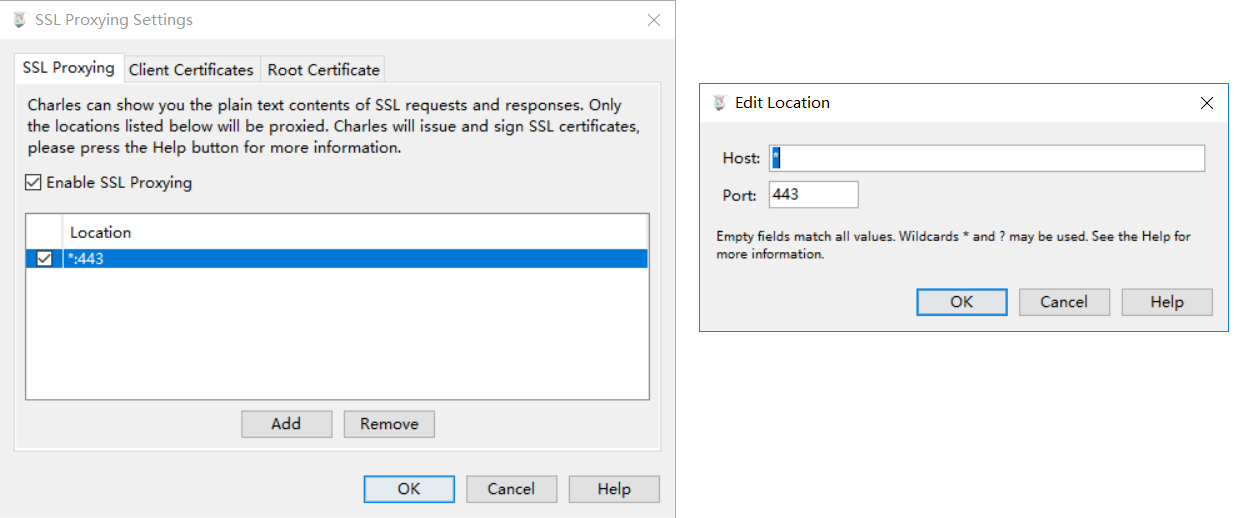 SSL Proxying Settings
SSL Proxying Client Certificates Root Certificate
Charles can show you the plain text contents of SSL requests and responses. Only
the locations listed below will be proxied. Charles will issue and sign SSL certificates,
please press the Help button for more information.
Enable SSL Proxying
Location
*:443
Add Remove
OK Cancel Help
Edit Location
Host: *
Port: 443
Empty fields match all values. Wildcards * and ? may be used. See the Help for
more information.
OK Cancel Help